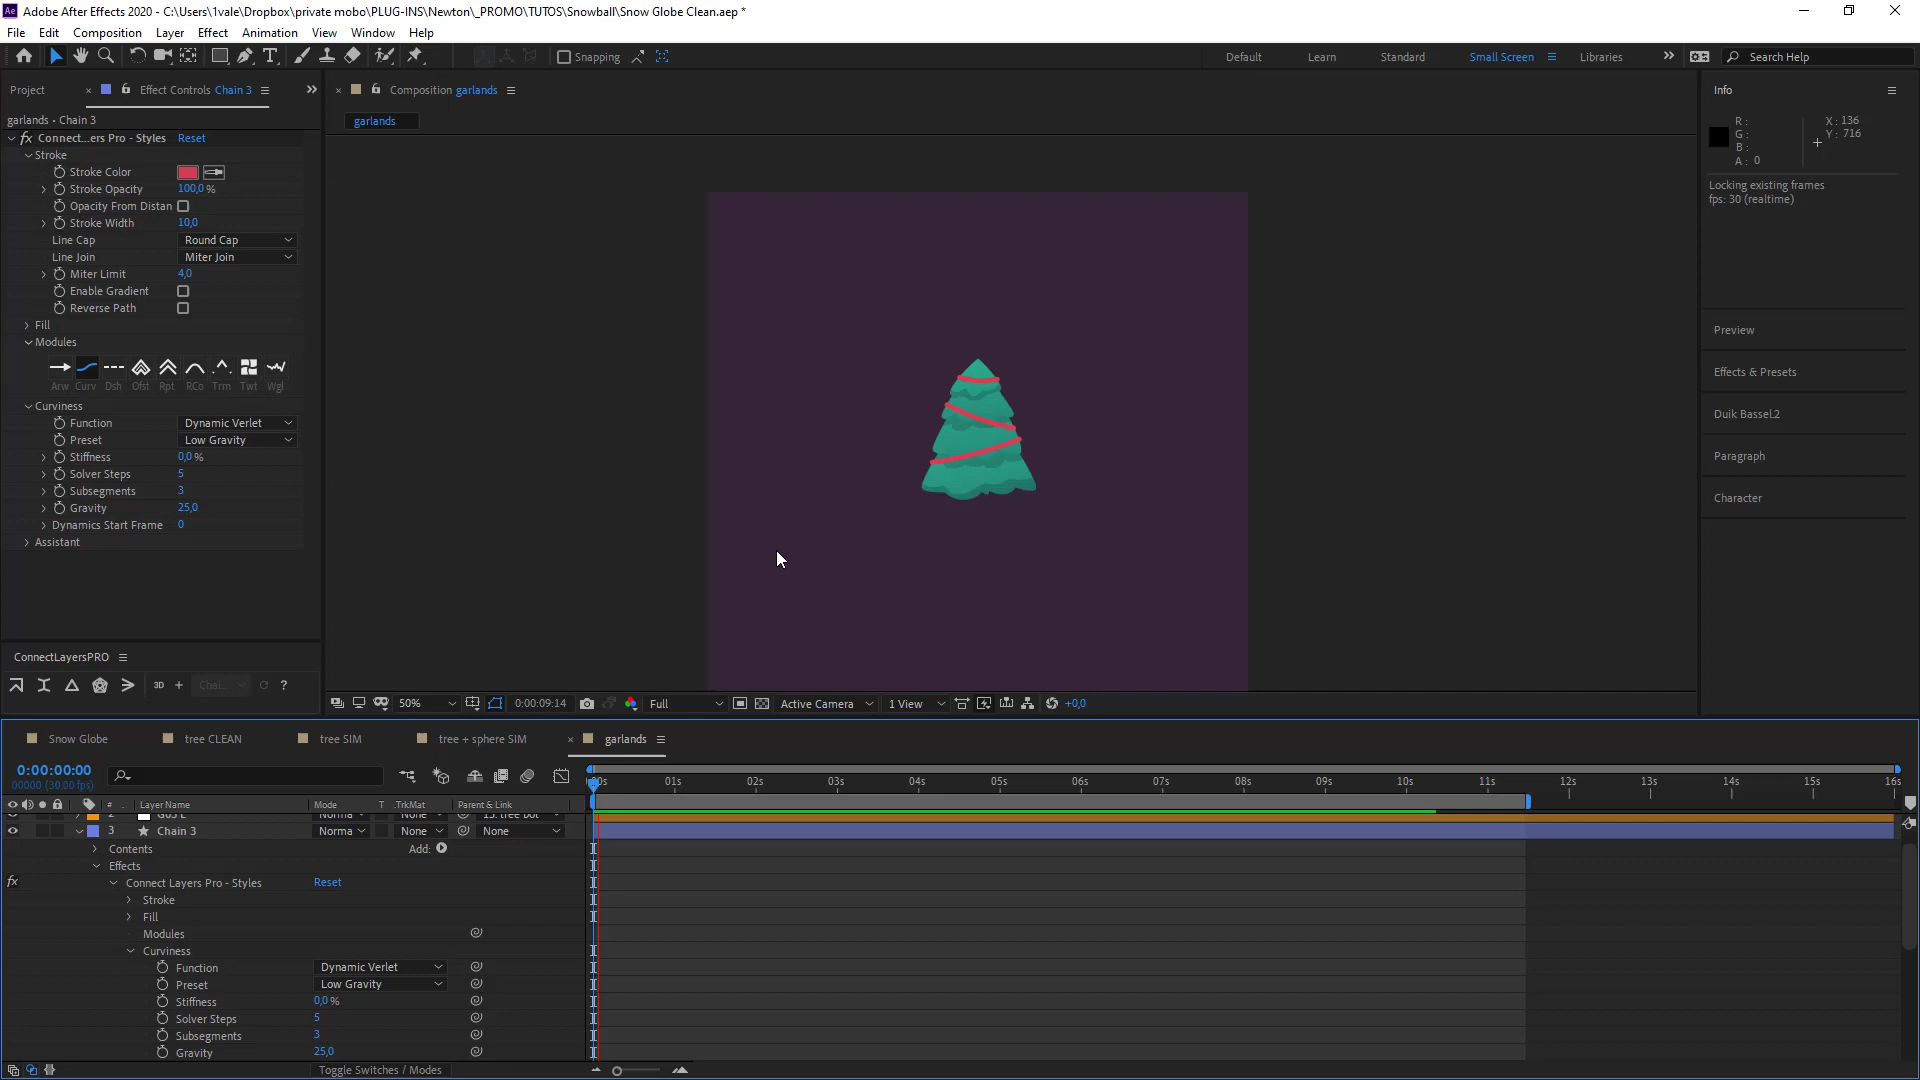 Adobe After Effects 2020 - C:\Users\1vale\Dropbox\private mobo\PLUG-INS\Newton\_PROMO\TUTOS\Snowball\Snow Globe Clean.aep *
File Edit Composition Layer Effect Animation View Window Help
Snapping Default Learn Standard Small Screen Libraries Search Help
Project Effect Controls Chain 3
Composition garlands
Info
garlands • Chain 3
garlands
R :
G :
B :
A : 0
X : 136
Y : 716
Connect...ers Pro - Styles Reset
Stroke
Stroke Color
Stroke Opacity 100,0 %
Opacity From Distan
Stroke Width 10,0
Line Cap Round Cap
Line Join Miter Join
Miter Limit 4,0
Enable Gradient
Reverse Path
Fill
Modules
Arw Curv Dsh Ofst Rpt RCo Trm Twt Wgl
Curviness
Function Dynamic Verlet
Preset Low Gravity
Stiffness 0,0 %
Solver Steps 5
Subsegments 3
Gravity 25,0
Dynamics Start Frame 0
Assistant
Locking existing frames
fps: 30 (realtime)
Preview
Effects & Presets
Duik Bassel.2
Paragraph
Character
ConnectLayersPRO
3D + Chai... ?
50% 0:00:09:14 Full Active Camera 1 View +0,0
Snow Globe tree CLEAN tree SIM tree + sphere SIM garlands
0:00:00:00
00000 (30.00 fps)
:00s 01s 02s 03s 04s 05s 06s 07s 08s 09s 10s 11s 12s 13s 14s 15s 16s
# Layer Name Mode T .TrkMat Parent & Link
3 Chain 3 Norma None None
Contents Add:
Effects
fx Connect Layers Pro - Styles Reset
Stroke
Fill
Modules
Curviness
Function Dynamic Verlet
Preset Low Gravity
Stiffness 0,0 %
Solver Steps 5
Subsegments 3
Gravity 25,0
Toggle Switches / Modes